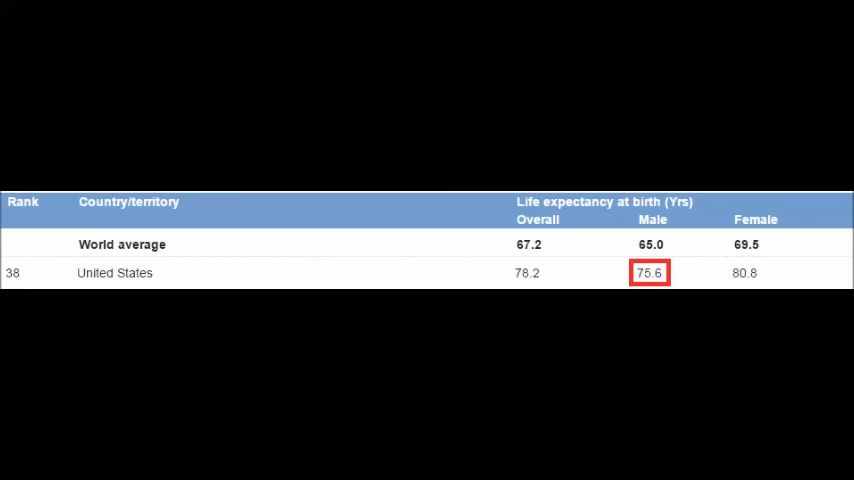 Rank Country/territory Life expectancy at birth (Yrs)
Overall Male Female
World average 67.2 65.0 69.5
38 United States 78.2 75.6 80.8